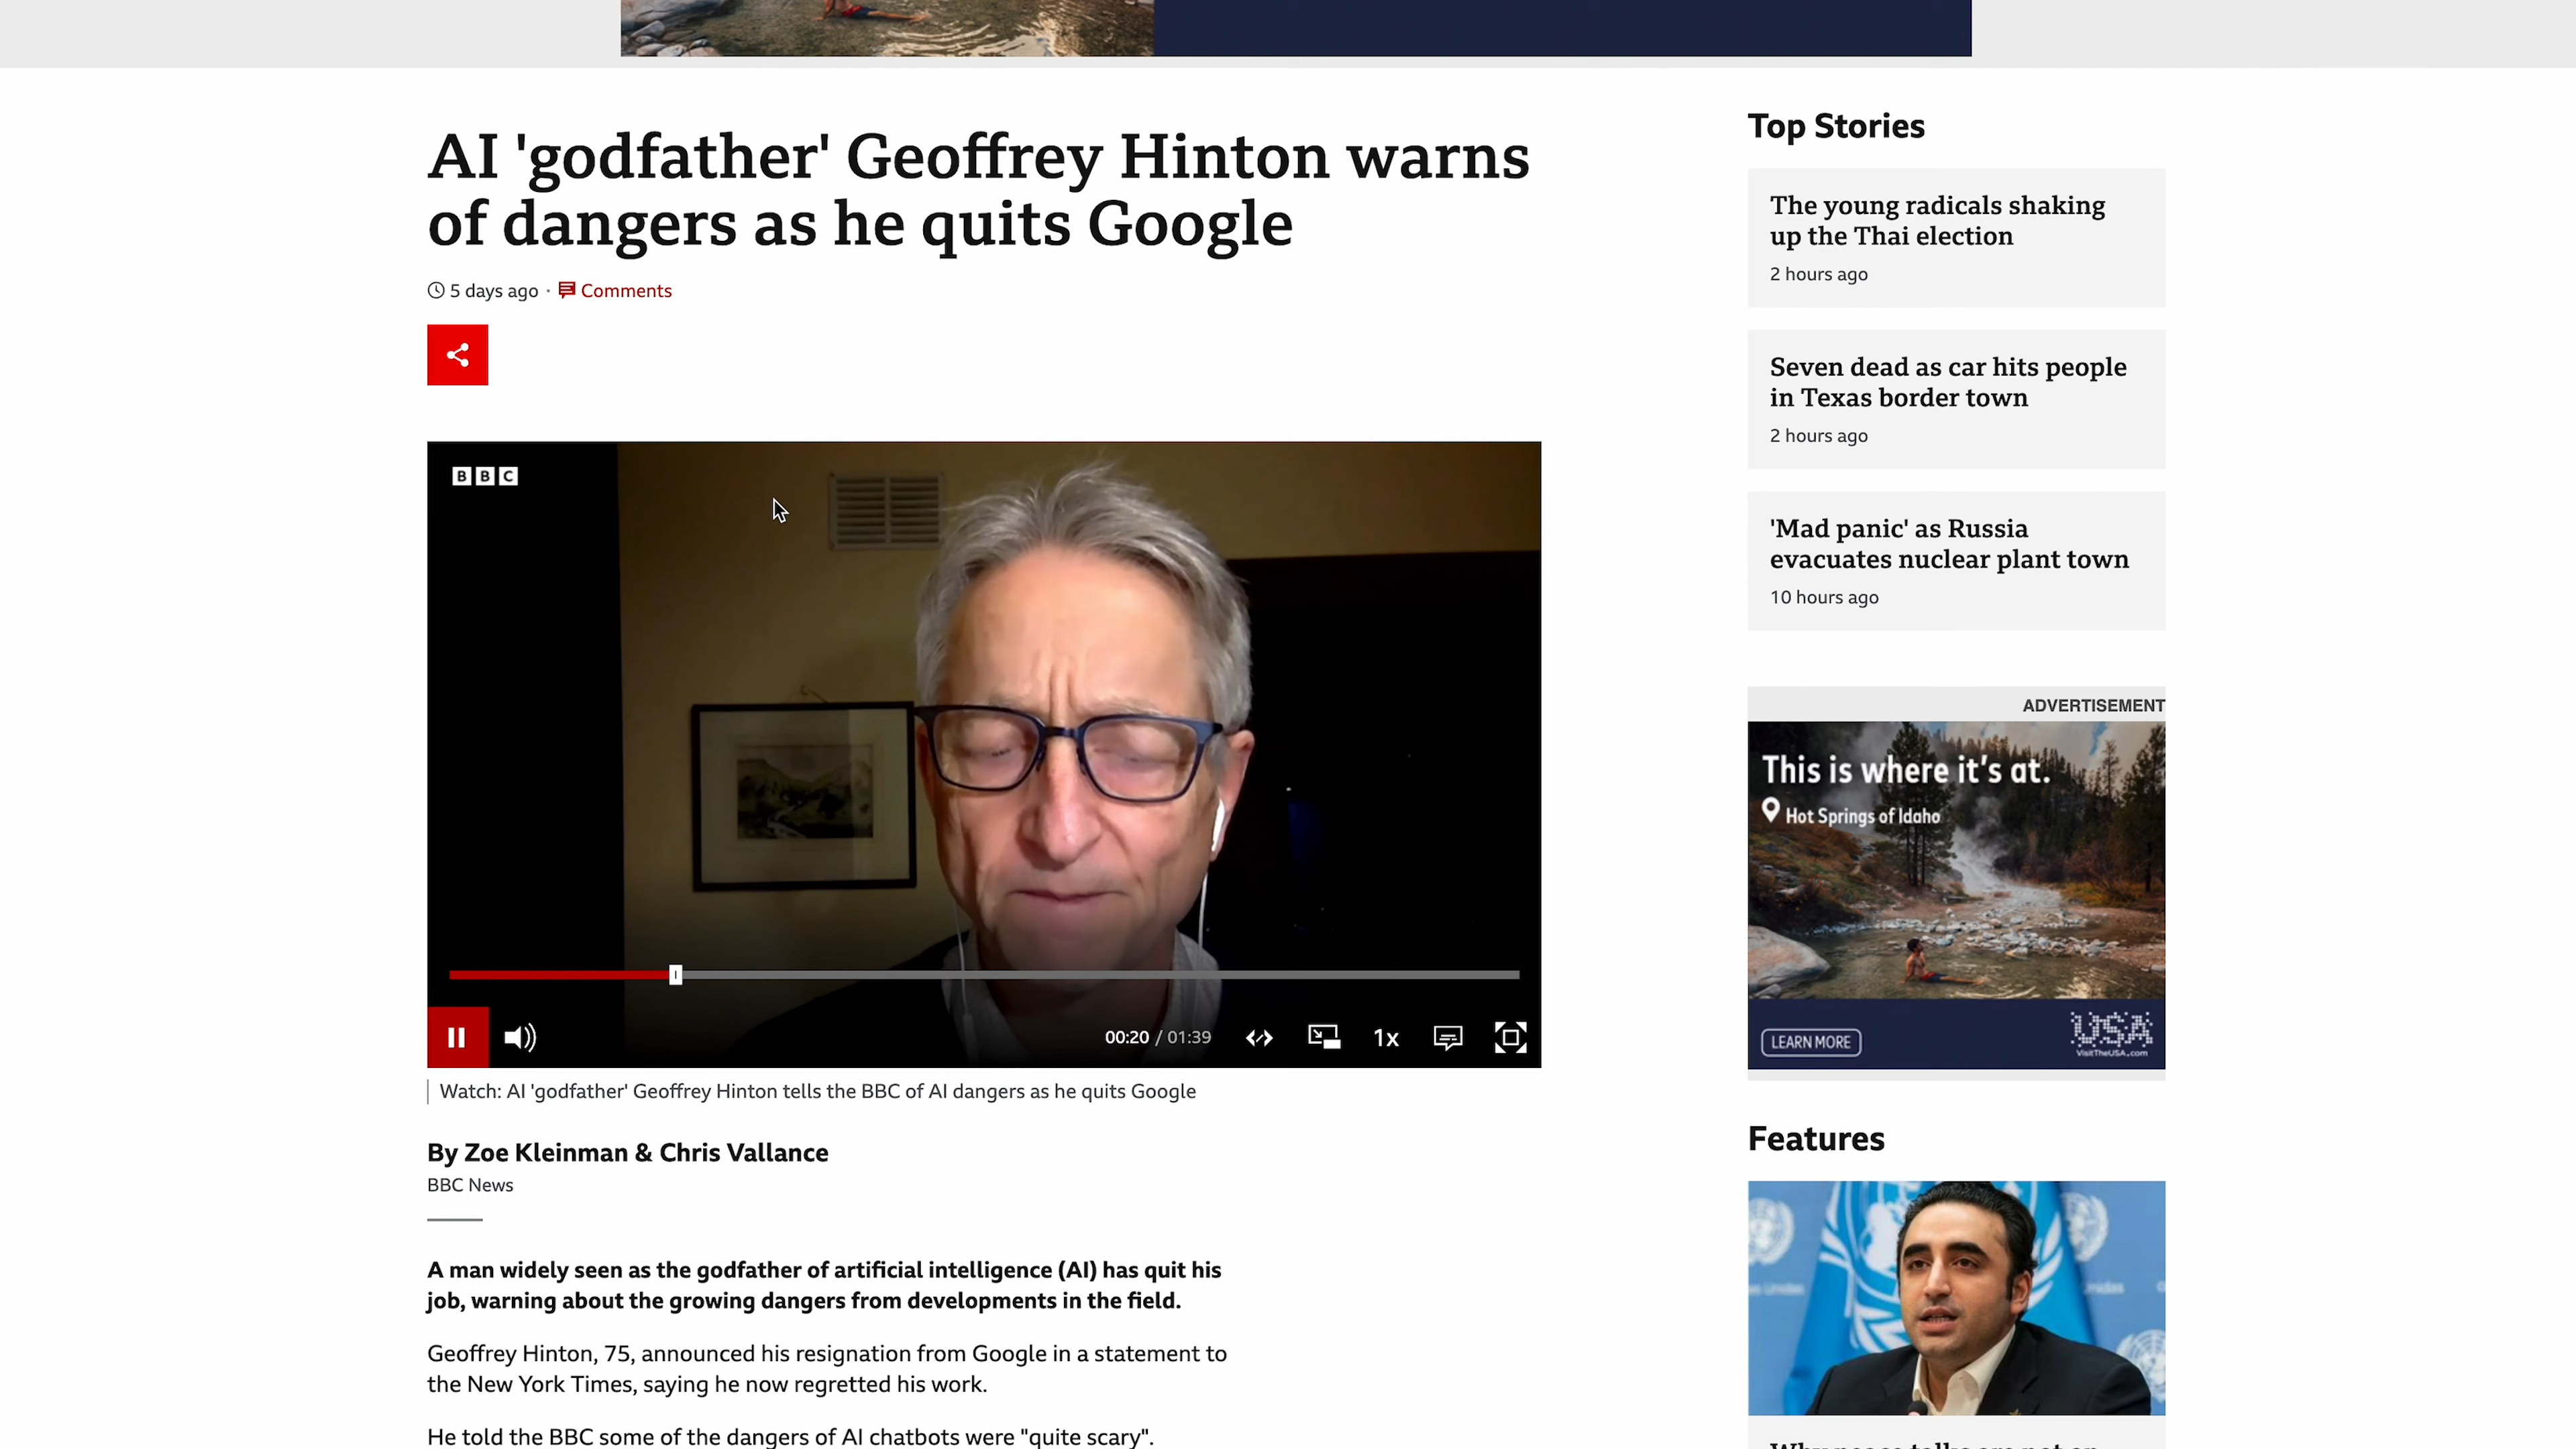 AI 'godfather' Geoffrey Hinton warns
of dangers as he quits Google
5 days ago · Comments
BBC
00:20 / 01:39
1x
Watch: AI 'godfather' Geoffrey Hinton tells the BBC of AI dangers as he quits Google
By Zoe Kleinman & Chris Vallance
BBC News
A man widely seen as the godfather of artificial intelligence (AI) has quit his
job, warning about the growing dangers from developments in the field.
Geoffrey Hinton, 75, announced his resignation from Google in a statement to
the New York Times, saying he now regretted his work.
He told the BBC some of the dangers of AI chatbots were "quite scary".
Top Stories
The young radicals shaking
up the Thai election
2 hours ago
Seven dead as car hits people
in Texas border town
2 hours ago
'Mad panic' as Russia
evacuates nuclear plant town
10 hours ago
ADVERTISEMENT
This is where it's at.
Hot Springs of Idaho
LEARN MORE
USA
VisitTheUSA.com
Features